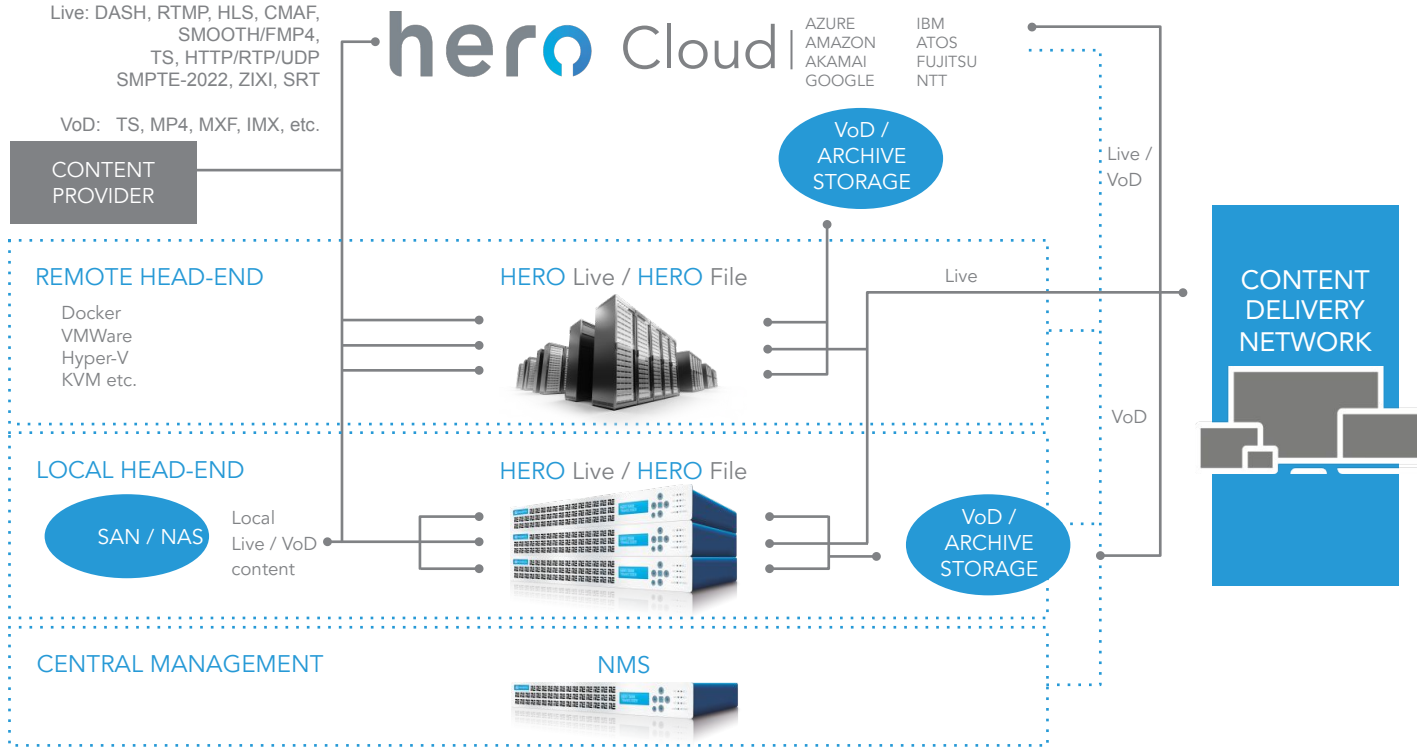 Live: DASH, RTMP, HLS, CMAF,
SMOOTH/FMP4,
TS, HTTP/RTP/UDP
SMPTE-2022, ZIXI, SRT
VoD: TS, MP4, MXF, IMX, etc.
CONTENT
PROVIDER
hero Cloud
AZURE
AMAZON
AKAMAI
GOOGLE
IBM
ATOS
FUJITSU
NTT
VoD /
ARCHIVE
STORAGE
Live /
VoD
REMOTE HEAD-END
Docker
VMWare
Hyper-V
KVM etc.
HERO Live / HERO File
Live
CONTENT
DELIVERY
NETWORK
VoD
LOCAL HEAD-END
SAN / NAS
Local
Live / VoD
content
HERO Live / HERO File
VoD /
ARCHIVE
STORAGE
CENTRAL MANAGEMENT
NMS